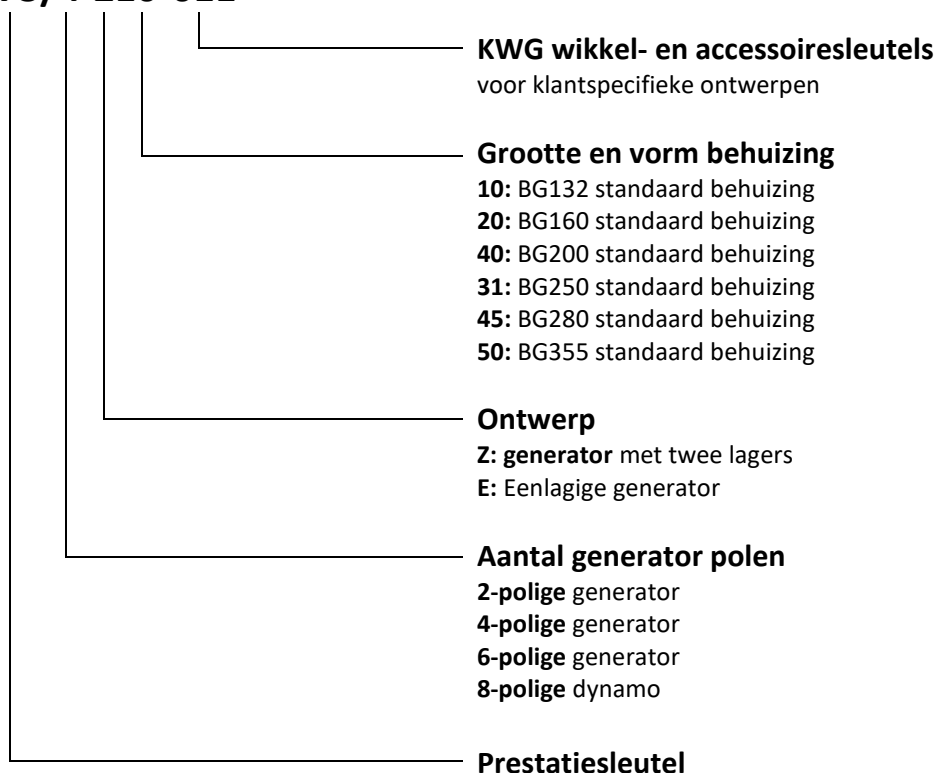 KWG wikkel- en accessoiresleutels
voor klantspecifieke ontwerpen
Grootte en vorm behuizing
10: BG132 standaard behuizing
20: BG160 standaard behuizing
40: BG200 standaard behuizing
31: BG250 standaard behuizing
45: BG280 standaard behuizing
50: BG355 standaard behuizing
Ontwerp
Z: generator met twee lagers
E: Eenlagige generator
Aantal generator polen
2-polige generator
4-polige generator
6-polige generator
8-polige dynamo
Prestatiesleutel